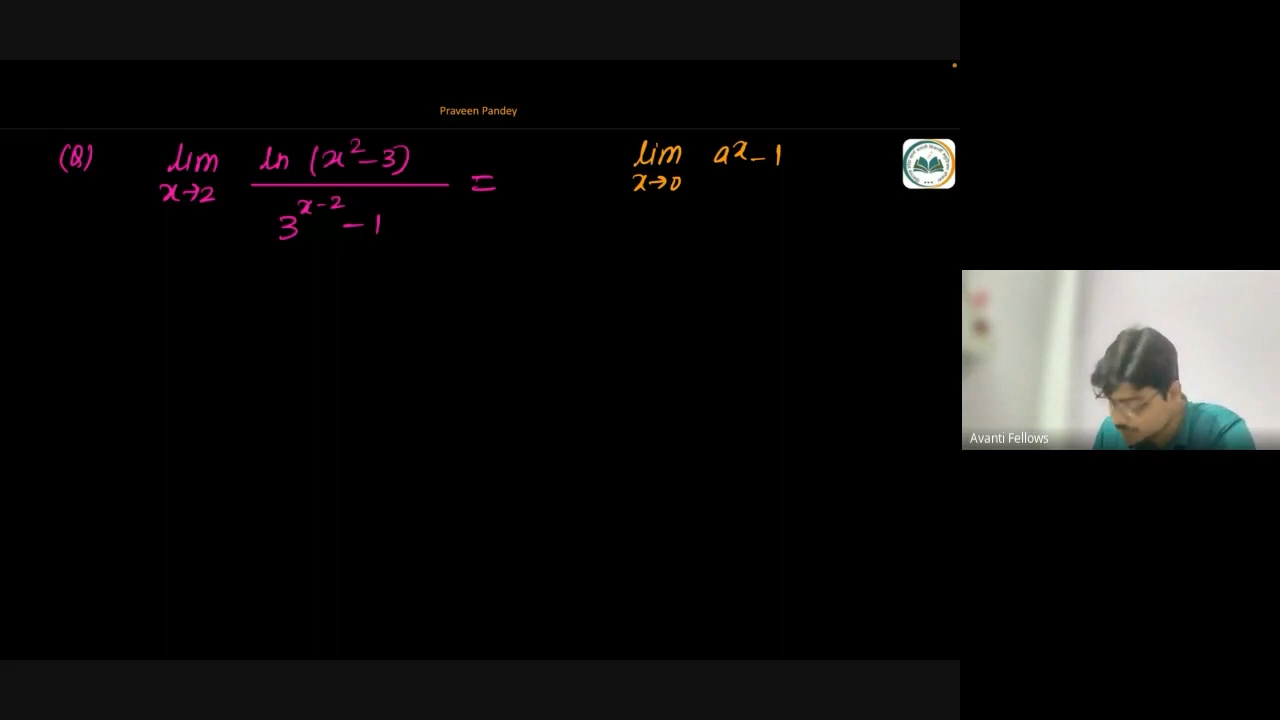 Praveen Pandey
(Q) lim x→2 ln (x² - 3) / 3^(x-2) - 1 =
lim x→0 a^x - 1
Avanti Fellows